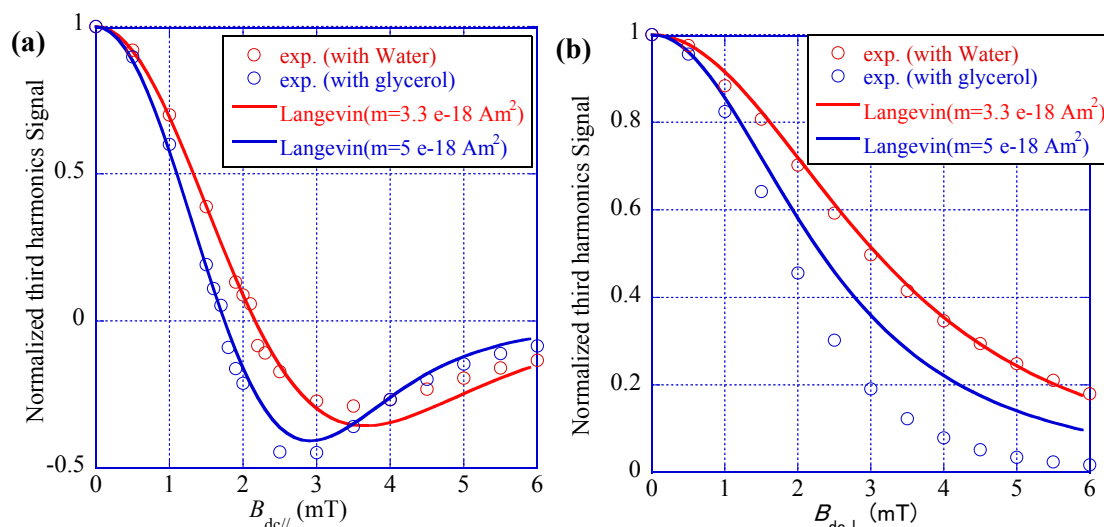 (a)
Normalized third harmonics Signal
1
0.5
0
-0.5
exp. (with Water)
exp. (with glycerol)
Langevin(m=3.3 e-18 Am²)
Langevin(m=5 e-18 Am²)
0 1 2 3 4 5 6
B_dc// (mT)
(b)
Normalized third harmonics Signal
1
0.8
0.6
0.4
0.2
0
exp. (with Water)
exp. (with glycerol)
Langevin(m=3.3 e-18 Am²)
Langevin(m=5 e-18 Am²)
0 1 2 3 4 5 6
B_dc⊥ (mT)